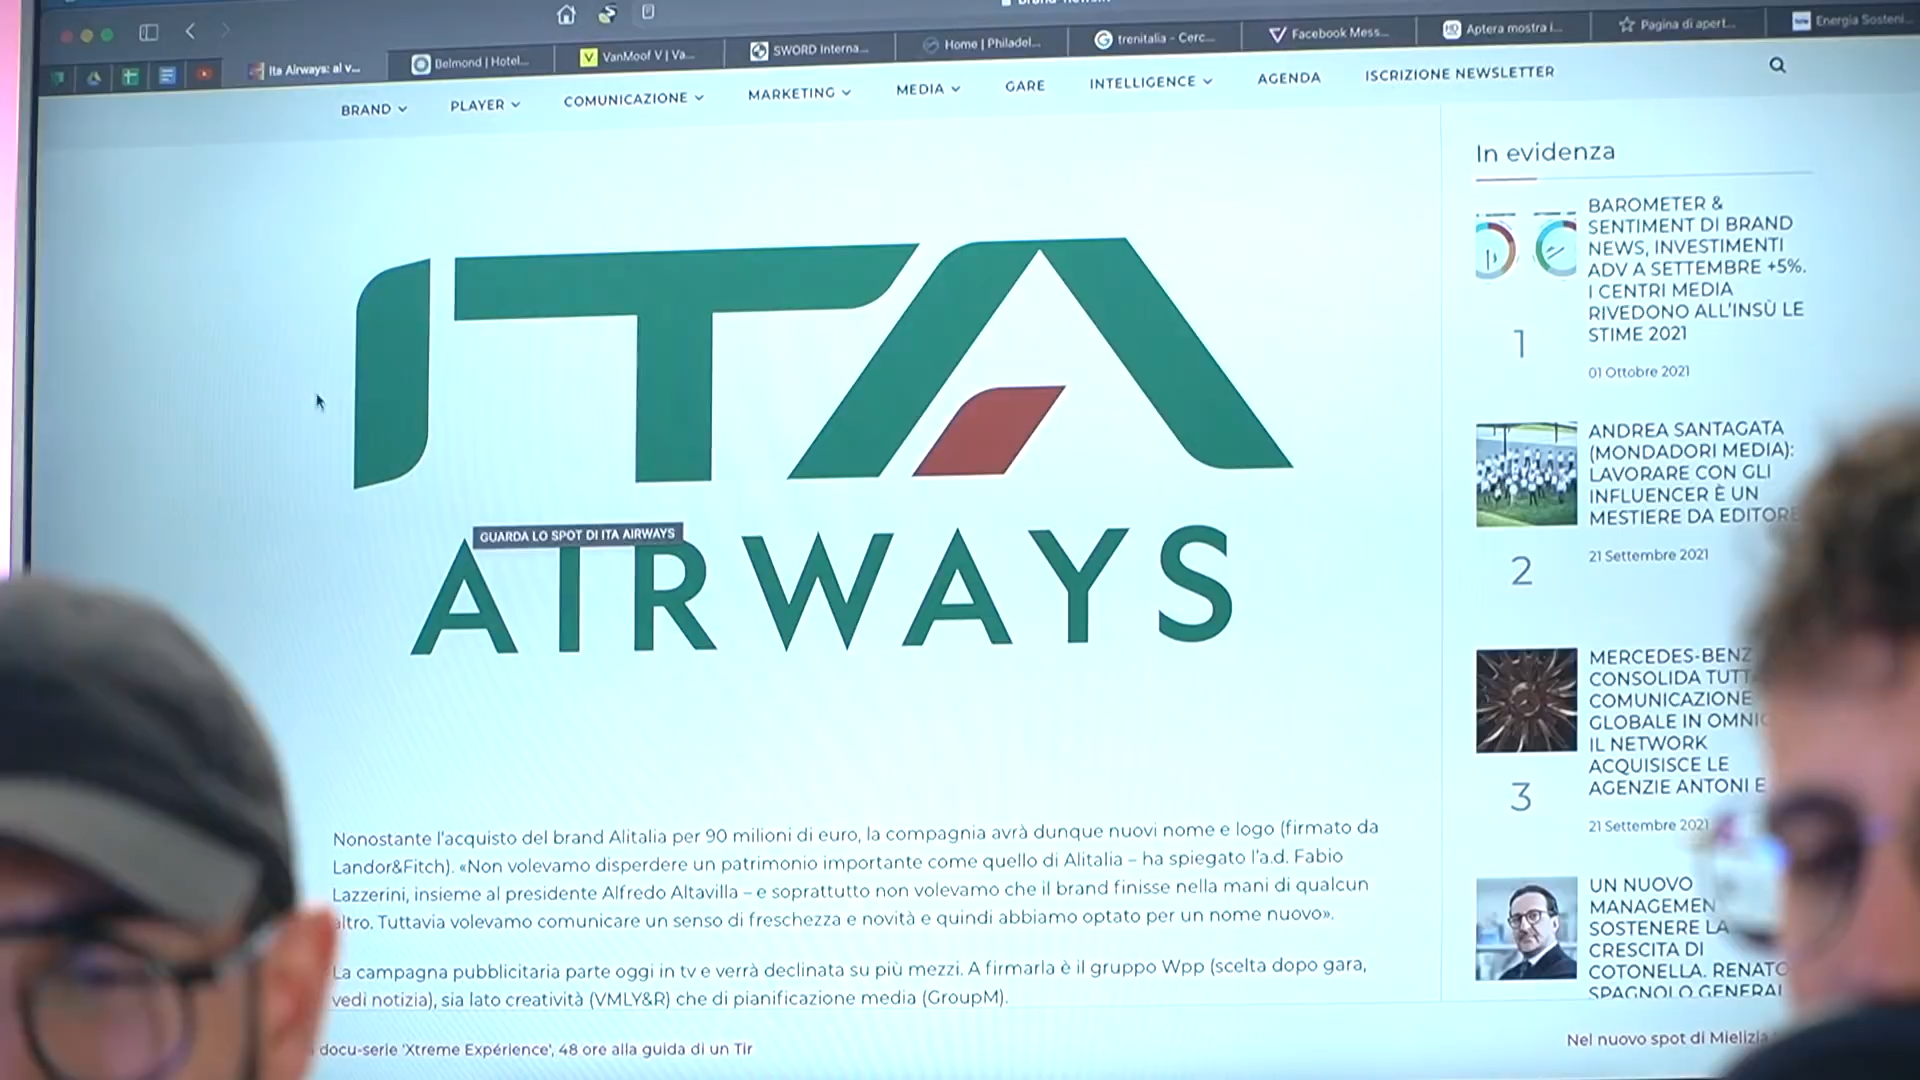 Ita Airways: al v...
Belmond | Hotel...
VanMoof V | Va...
SWORD Interna...
Home | Philadel...
trenitalia - Cerc...
Facebook Mess...
Aptera mostra i...
Pagina di apert...
Energia Sosteni...
BRAND
PLAYER
COMUNICAZIONE
MARKETING
MEDIA
GARE
INTELLIGENCE
AGENDA
ISCRIZIONE NEWSLETTER
ITA
GUARDA LO SPOT DI ITA AIRWAYS
AIRWAYS
Nonostante l'acquisto del brand Alitalia per 90 milioni di euro, la compagnia avrà dunque nuovi nome e logo (firmato da
Landor&Fitch). «Non volevamo disperdere un patrimonio importante come quello di Alitalia – ha spiegato l'a.d. Fabio
Lazzerini, insieme al presidente Alfredo Altavilla – e soprattutto non volevamo che il brand finisse nella mani di qualcun
altro. Tuttavia volevamo comunicare un senso di freschezza e novità e quindi abbiamo optato per un nome nuovo».
La campagna pubblicitaria parte oggi in tv e verrà declinata su più mezzi. A firmarla è il gruppo Wpp (scelta dopo gara,
vedi notizia), sia lato creatività (VMLY&R) che di pianificazione media (GroupM).
docu-serie 'Xtreme Expérience', 48 ore alla guida di un Tir
In evidenza
BAROMETER &
SENTIMENT DI BRAND
NEWS, INVESTIMENTI
ADV A SETTEMBRE +5%.
I CENTRI MEDIA
RIVEDONO ALL'INSÙ LE
STIME 2021
1
01 Ottobre 2021
ANDREA SANTAGATA
(MONDADORI MEDIA):
LAVORARE CON GLI
INFLUENCER È UN
MESTIERE DA EDITORE
2
21 Settembre 2021
MERCEDES-BENZ
CONSOLIDA TUTT
COMUNICAZIONE
GLOBALE IN OMNIC
IL NETWORK
ACQUISISCE LE
AGENZIE ANTONI E
3
21 Settembre 2021
UN NUOVO
MANAGEMEN
SOSTENERE LA
CRESCITA DI
COTONELLA. RENATO
SPAGNOLO GENERAL
Nel nuovo spot di Mielizia